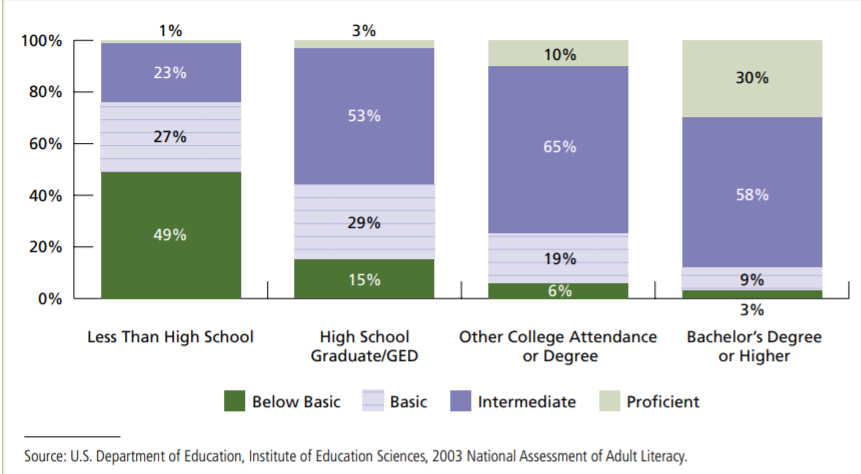 1%
3%
100%
10%
23%
30%
80%
53%
27%
65%
60%
58%
40%
49%
29%
20%
19%
15%
9%
6%
0%
3%
Less Than High School
High School
Graduate/GED
Other College Attendance
or Degree
Bachelor's Degree
or Higher
Below Basic
Basic
Intermediate
Proficient
Source: U.S. Department of Education, Institute of Education Sciences, 2003 National Assessment of Adult Literacy.